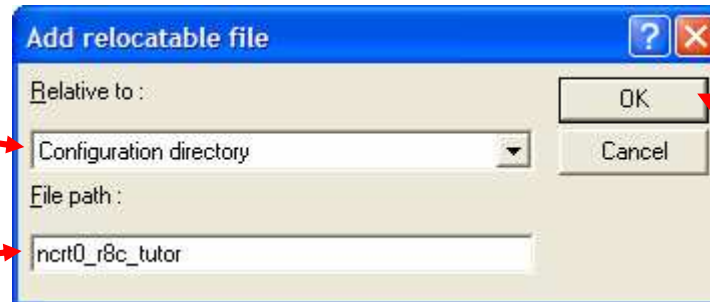 Add relocatable file
Relative to :
OK
Configuration directory
Cancel
File path :
ncrt0_r8c_tutor